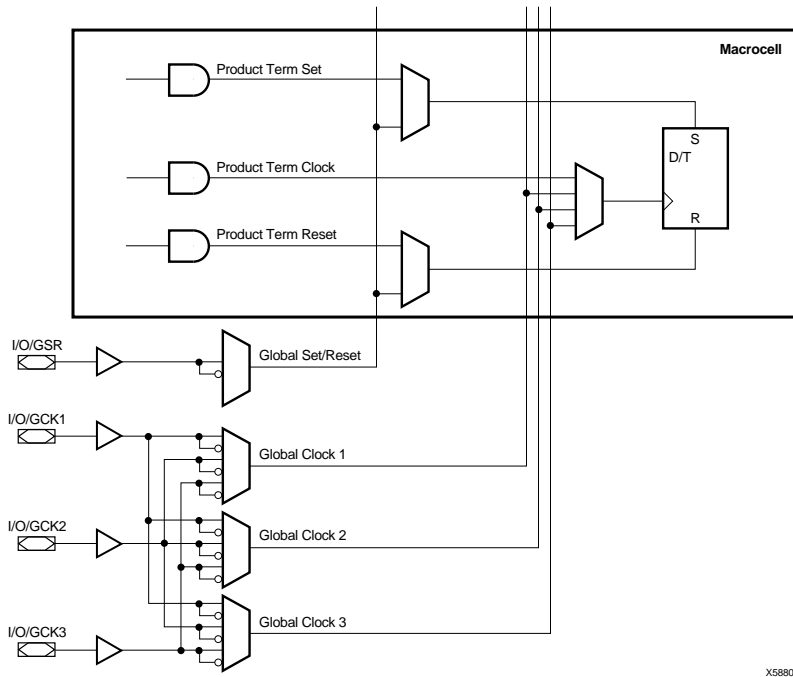 Macrocell
Product Term Set
S
D/T
Product Term Clock
R
Product Term Reset
I/O/GSR
Global Set/Reset
I/O/GCK1
Global Clock 1
I/O/GCK2
Global Clock 2
I/O/GCK3
Global Clock 3
X5880